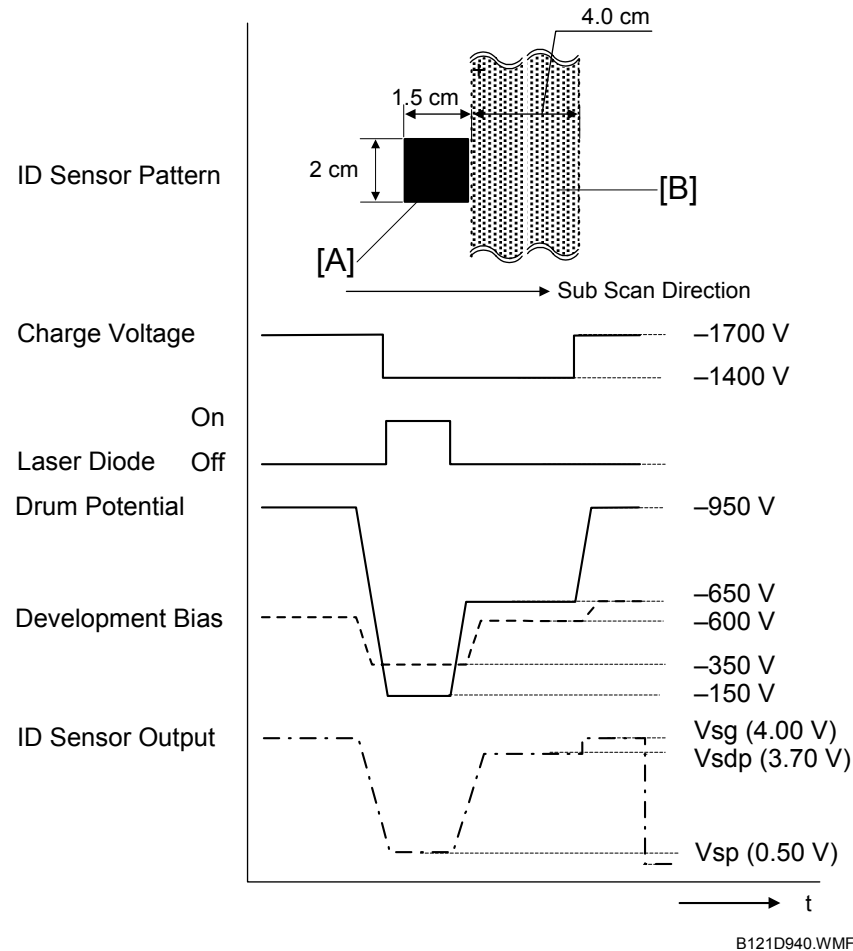 4.0 cm
+
1.5 cm
ID Sensor Pattern
2 cm
[B]
[A]
Sub Scan Direction
Charge Voltage
–1700 V
–1400 V
On
Laser Diode Off
Drum Potential
–950 V
–650 V
Development Bias
–600 V
–350 V
–150 V
ID Sensor Output
Vsg (4.00 V)
Vsdp (3.70 V)
Vsp (0.50 V)
t
B121D940.WMF